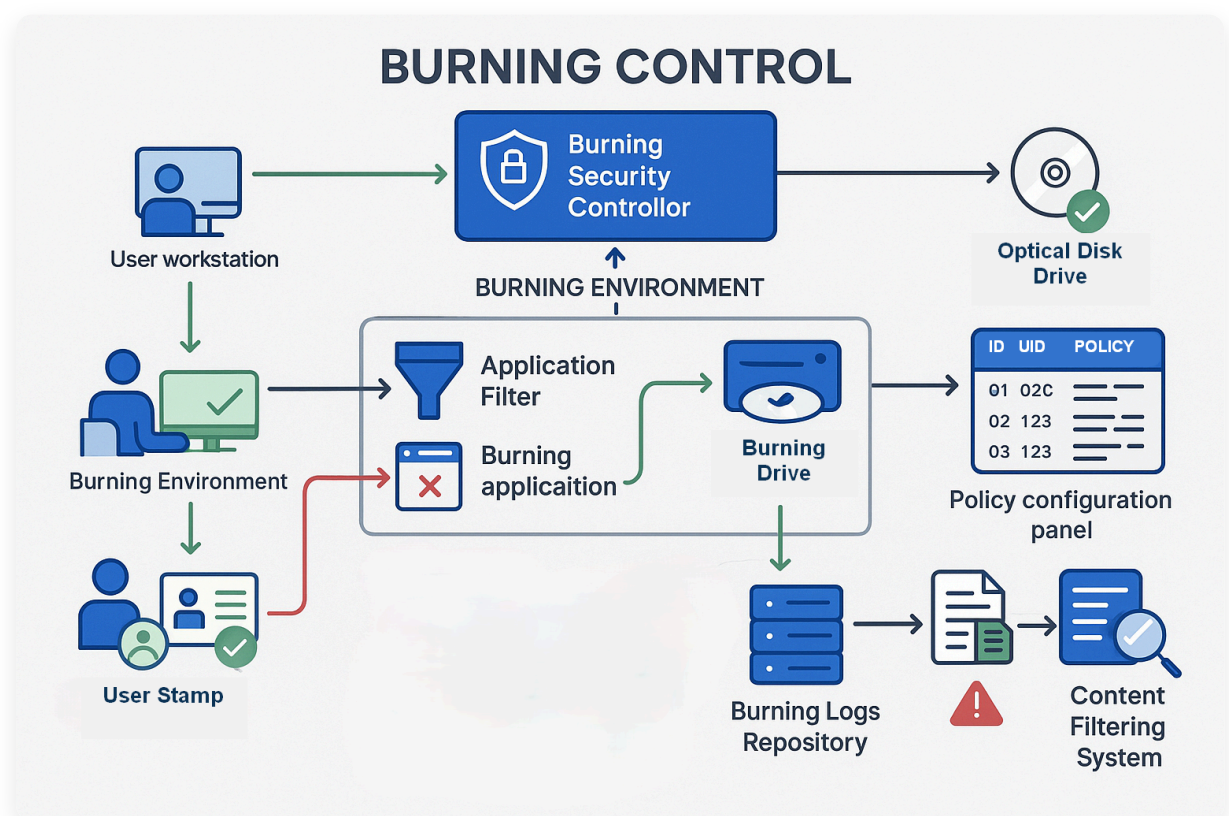 BURNING CONTROL
Burning
Security
Controllor
User workstation
Optical Disk
Drive
BURNING ENVIRONMENT
Application
Filter
Burning
applicaition
Burning
Drive
ID UID POLICY
01 02C
02 123
03 123
Policy configuration
panel
Burning Environment
User Stamp
Burning Logs
Repository
Content
Filtering
System